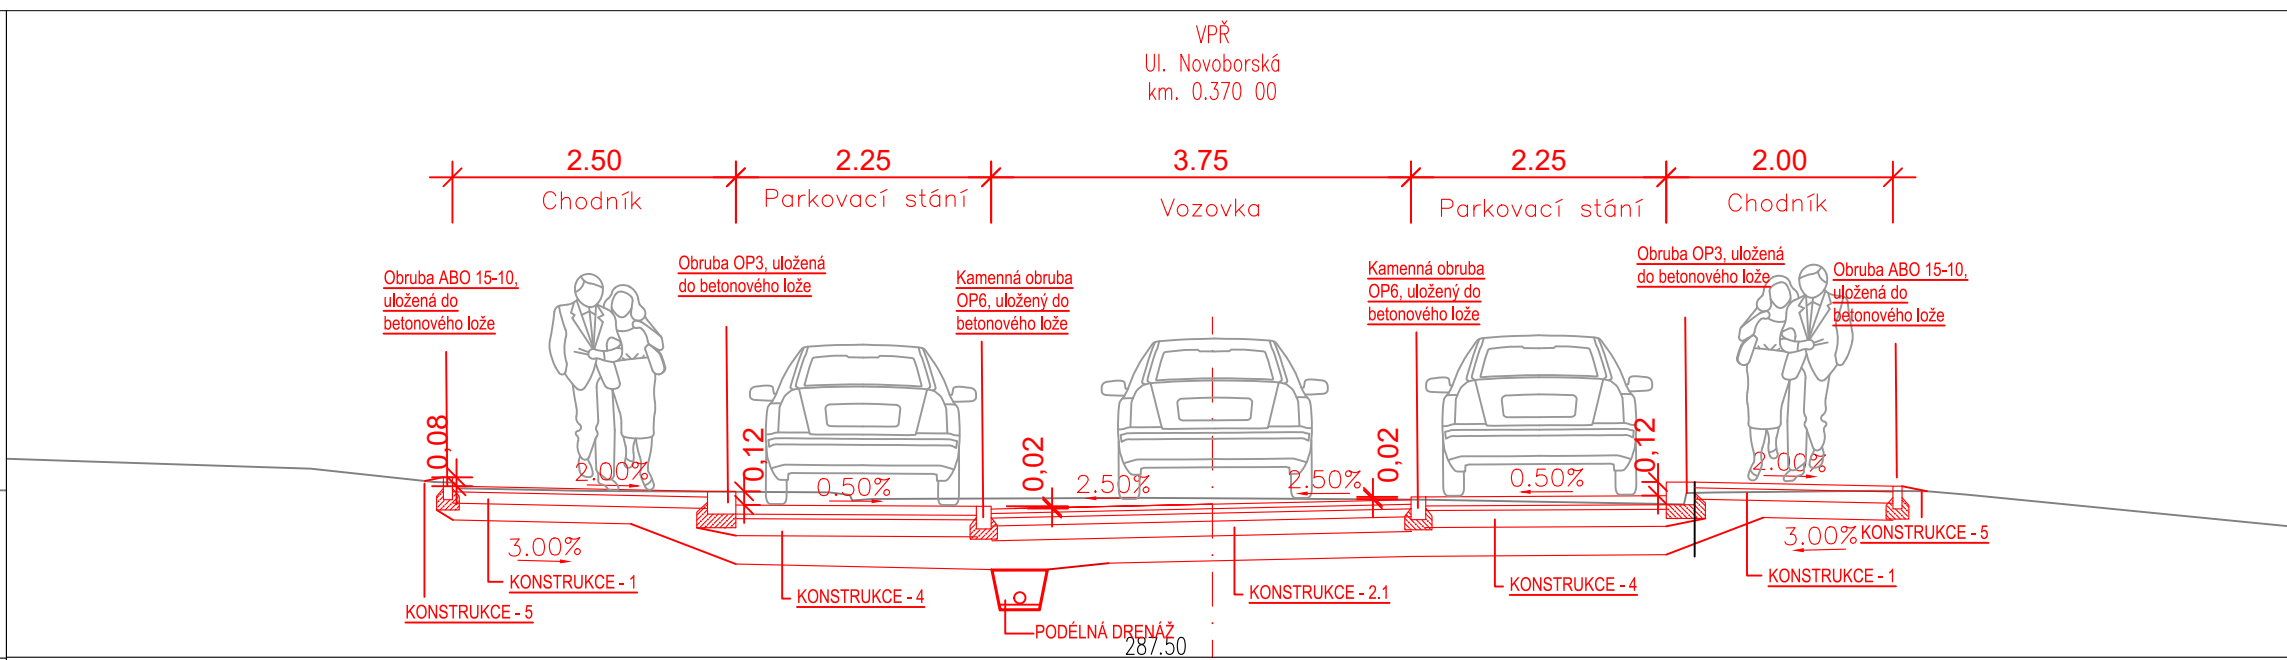 VPŘ
Ul. Novoborská
km. 0.370 00
2.50
2.25
3.75
2.25
2.00
Chodník
Parkovací stání
Vozovka
Parkovací stání
Chodník
Obruba ABO 15-10,
uložená do
betonového lože
Obruba OP3, uložená
do betonového lože
Kamenná obruba
OP6, uložený do
betonového lože
Kamenná obruba
OP6, uložený do
betonového lože
Obruba OP3, uložená
do betonového lože
Obruba ABO 15-10,
uložená do
betonového lože
0,08
2.00%
0,12
0.50%
0,02
2.50%
2.50%
0,02
0.50%
0,12
2.00%
3.00%
3.00%
KONSTRUKCE - 5
KONSTRUKCE - 1
KONSTRUKCE - 4
KONSTRUKCE - 2.1
KONSTRUKCE - 4
KONSTRUKCE - 1
KONSTRUKCE - 5
PODÉLNÁ DRENÁŽ
287.50